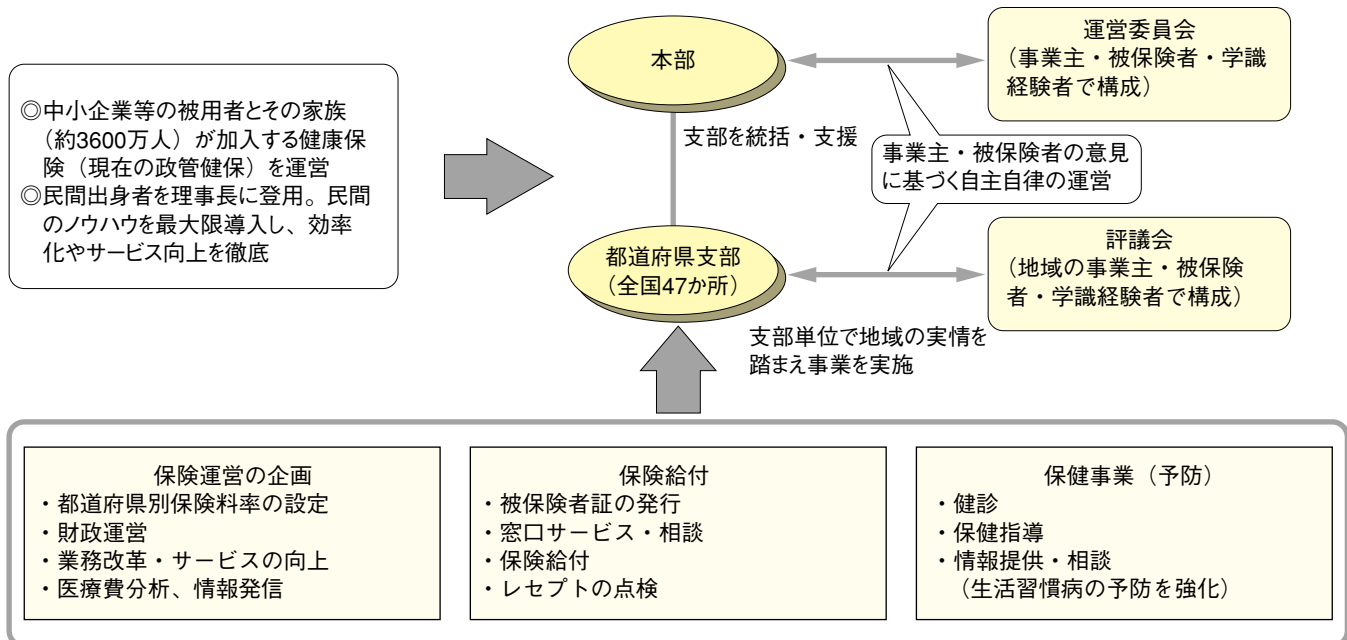 本部
運営委員会
（事業主・被保険者・学識
経験者で構成）
◎中小企業等の被用者とその家族
（約3600万人）が加入する健康保
険（現在の政管健保）を運営
◎民間出身者を理事長に登用。民間
のノウハウを最大限導入し、効率
化やサービス向上を徹底
支部を統括・支援
事業主・被保険者の意見
に基づく自主自律の運営
都道府県支部
（全国47か所）
評議会
（地域の事業主・被保険
者・学識経験者で構成）
支部単位で地域の実情を
踏まえ事業を実施
保険運営の企画
・都道府県別保険料率の設定
・財政運営
・業務改革・サービスの向上
・医療費分析、情報発信
保険給付
・被保険者証の発行
・窓口サービス・相談
・保険給付
・レセプトの点検
保健事業（予防）
・健診
・保健指導
・情報提供・相談
（生活習慣病の予防を強化）